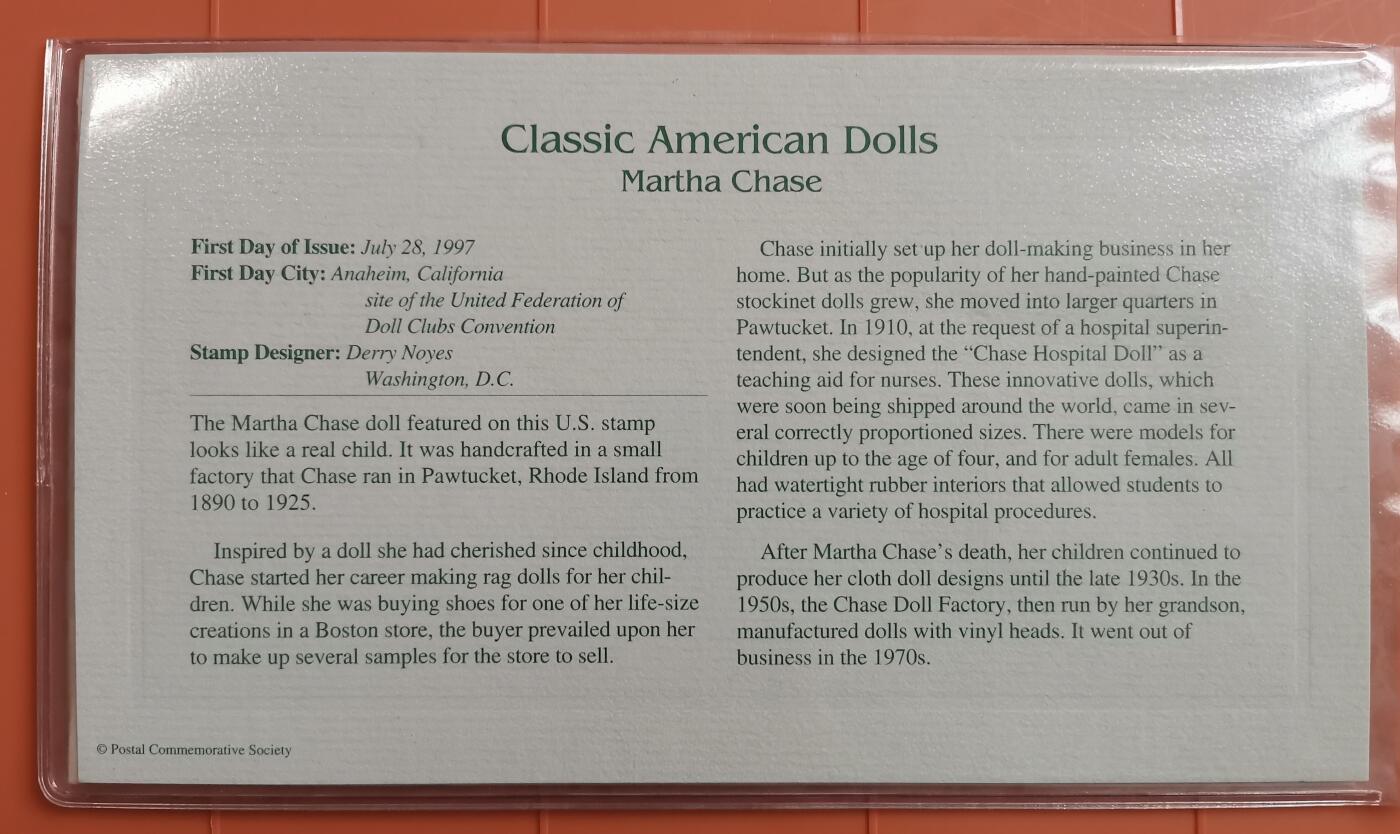 Classic American Dolls
Martha Chase
First Day of Issue: July 28, 1997
First Day City: Anaheim, California
site of the United Federation of
Doll Clubs Convention
Stamp Designer: Derry Noyes
Washington, D.C.
The Martha Chase doll featured on this U.S. stamp
looks like a real child. It was handcrafted in a small
factory that Chase ran in Pawtucket, Rhode Island from
1890 to 1925.
Inspired by a doll she had cherished since childhood,
Chase started her career making rag dolls for her chil-
dren. While she was buying shoes for one of her life-size
creations in a Boston store, the buyer prevailed upon her
to make up several samples for the store to sell.
Chase initially set up her doll-making business in her
home. But as the popularity of her hand-painted Chase
stockinet dolls grew, she moved into larger quarters in
Pawtucket. In 1910, at the request of a hospital superin-
tendent, she designed the “Chase Hospital Doll” as a
teaching aid for nurses. These innovative dolls, which
were soon being shipped around the world, came in sev-
eral correctly proportioned sizes. There were models for
children up to the age of four, and for adult females. All
had watertight rubber interiors that allowed students to
practice a variety of hospital procedures.
After Martha Chase’s death, her children continued to
produce her cloth doll designs until the late 1930s. In the
1950s, the Chase Doll Factory, then run by her grandson,
manufactured dolls with vinyl heads. It went out of
business in the 1970s.
© Postal Commemorative Society